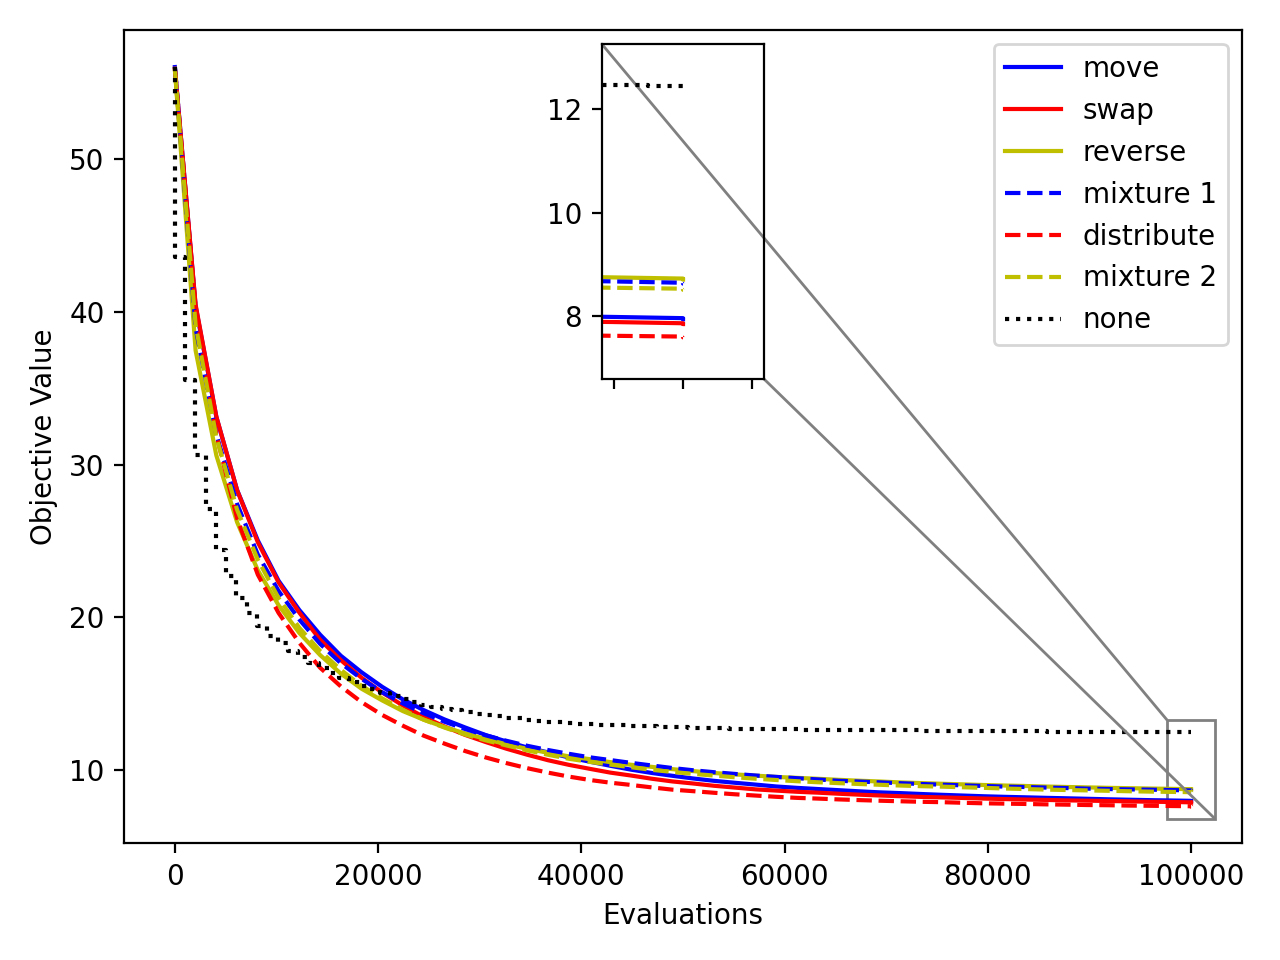 Objective Value
50
40
30
20
10
12
10
8
move
swap
reverse
mixture 1
distribute
mixture 2
none
0
20000
40000
60000
80000
100000
Evaluations